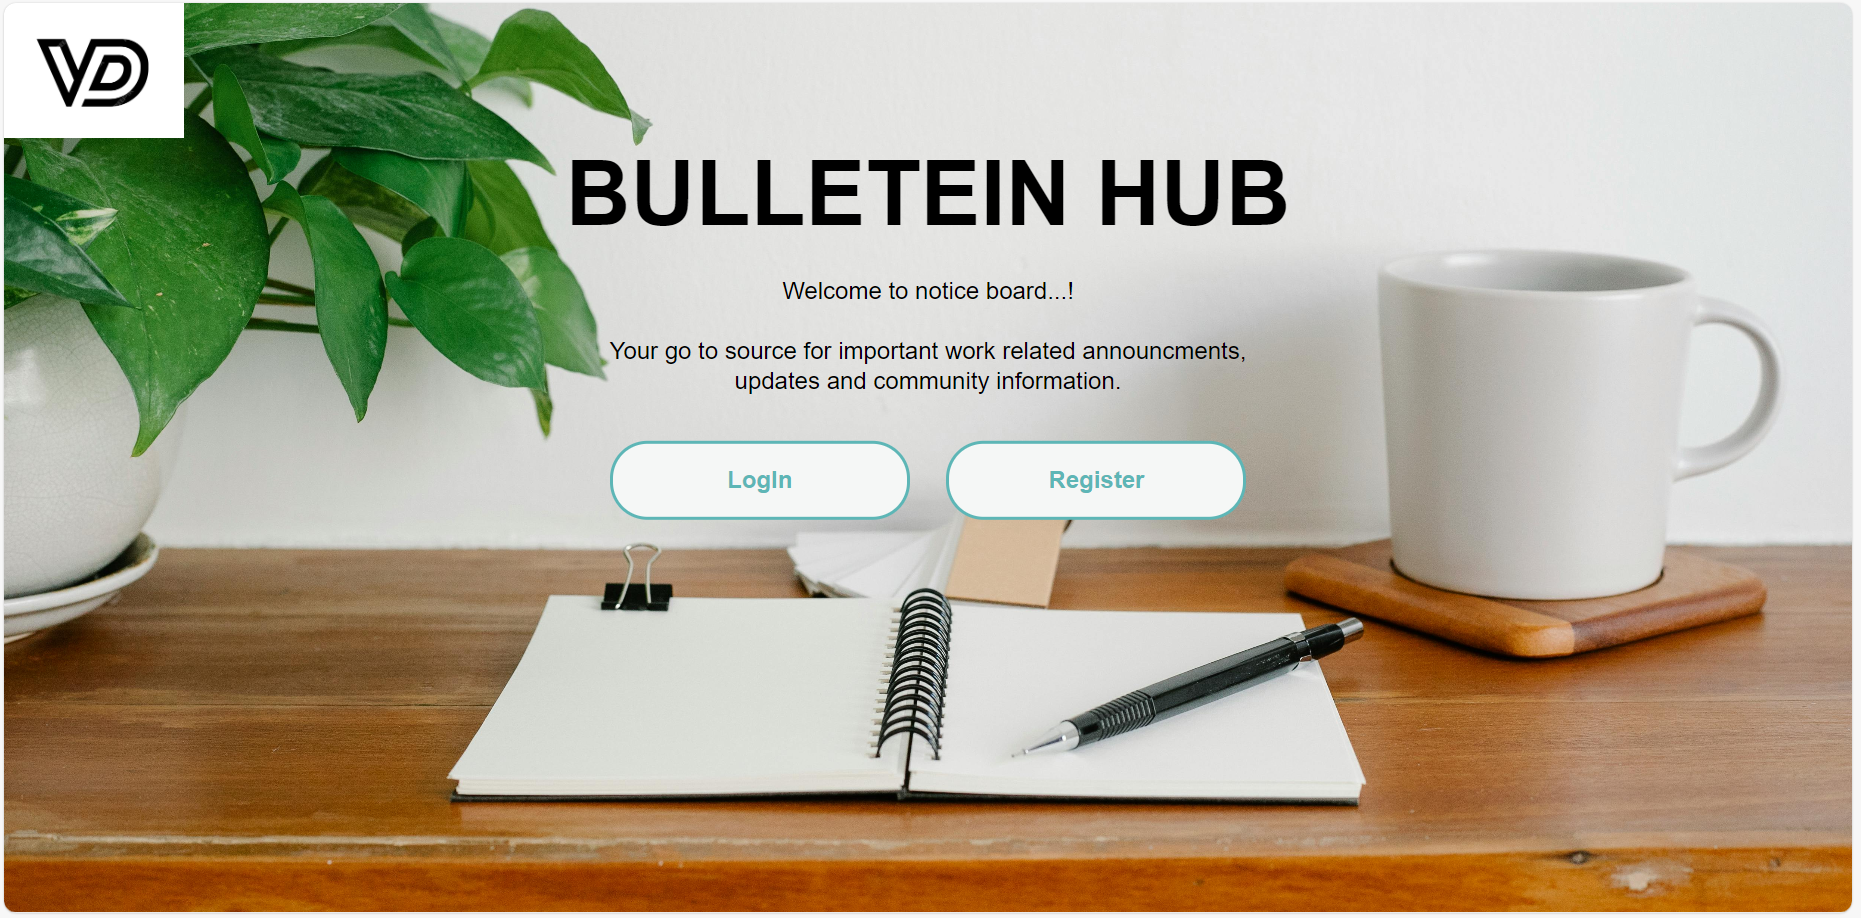 VD
BULLETEIN HUB
Welcome to notice board...!
Your go to source for important work related announcments,
updates and community information.
LogIn
Register